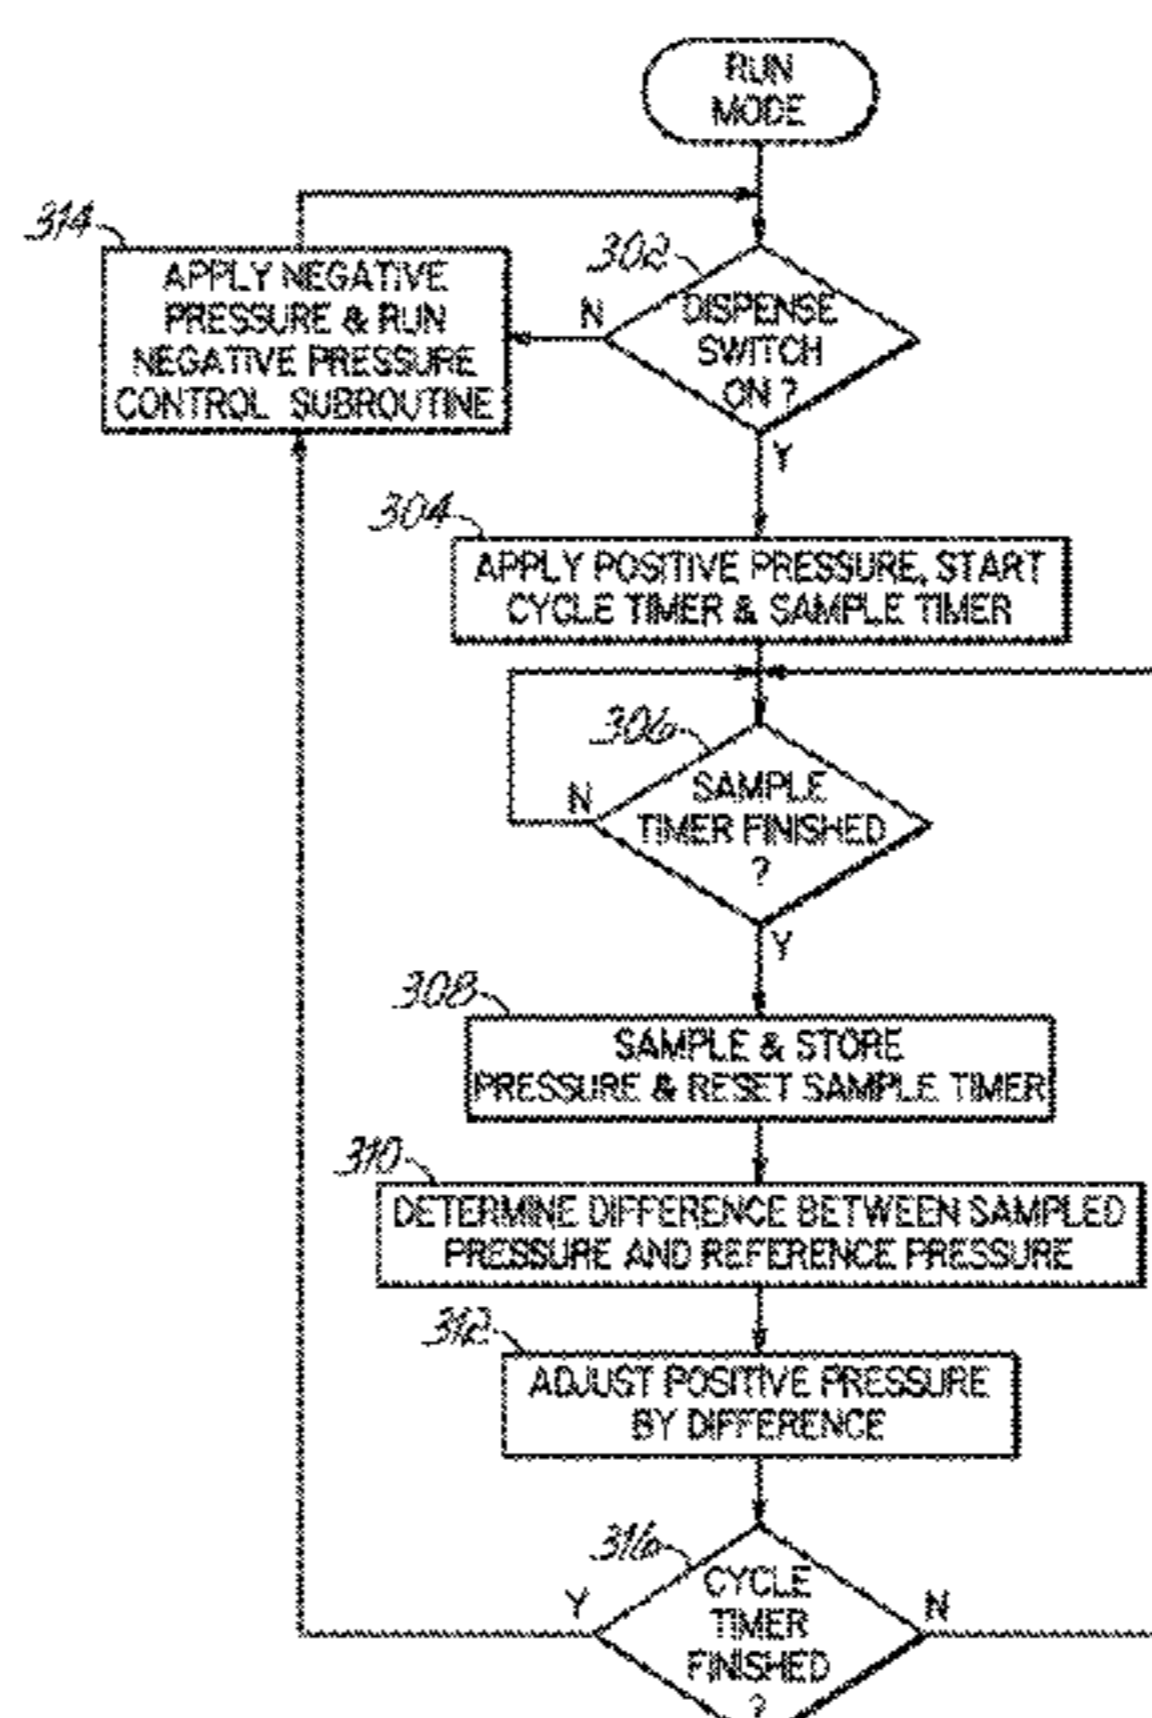 RUN
MODE
314
APPLY NEGATIVE
PRESSURE & RUN
NEGATIVE PRESSURE
CONTROL SUBROUTINE
302
N
DISPENSE
SWITCH
ON ?
Y
304
APPLY POSITIVE PRESSURE, START
CYCLE TIMER & SAMPLE TIMER
306
N
SAMPLE
TIMER FINISHED
?
Y
308
SAMPLE & STORE
PRESSURE & RESET SAMPLE TIMER
310
DETERMINE DIFFERENCE BETWEEN SAMPLED
PRESSURE AND REFERENCE PRESSURE
312
ADJUST POSITIVE PRESSURE
BY DIFFERENCE
316
Y
CYCLE
TIMER
FINISHED
?
N